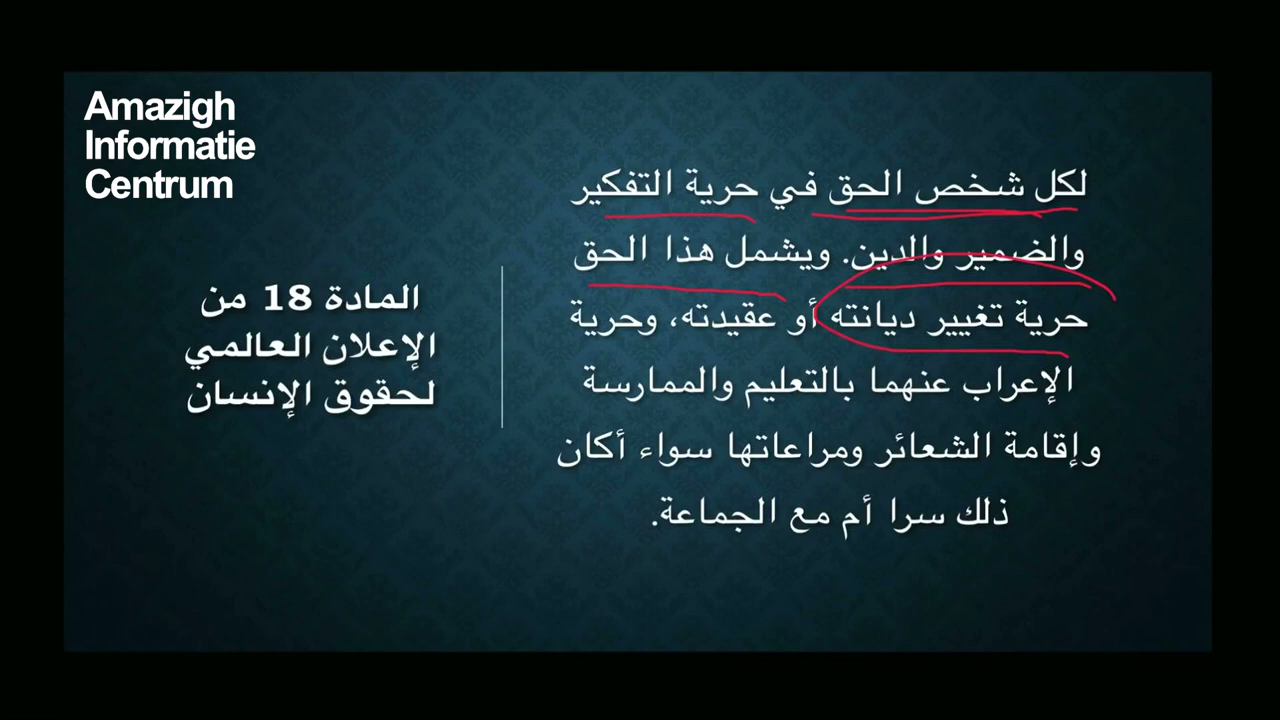 Amazigh
Informatie
Centrum
لكل شخص الحق في حرية التفكير
والضمير والدين. ويشمل هذا الحق
حرية تغيير ديانته أو عقيدته، وحرية
الإعراب عنهما بالتعليم والممارسة
وإقامة الشعائر ومراعاتها سواء أكان
ذلك سرا أم مع الجماعة.
المادة 18 من
الإعلان العالمي
لحقوق الإنسان